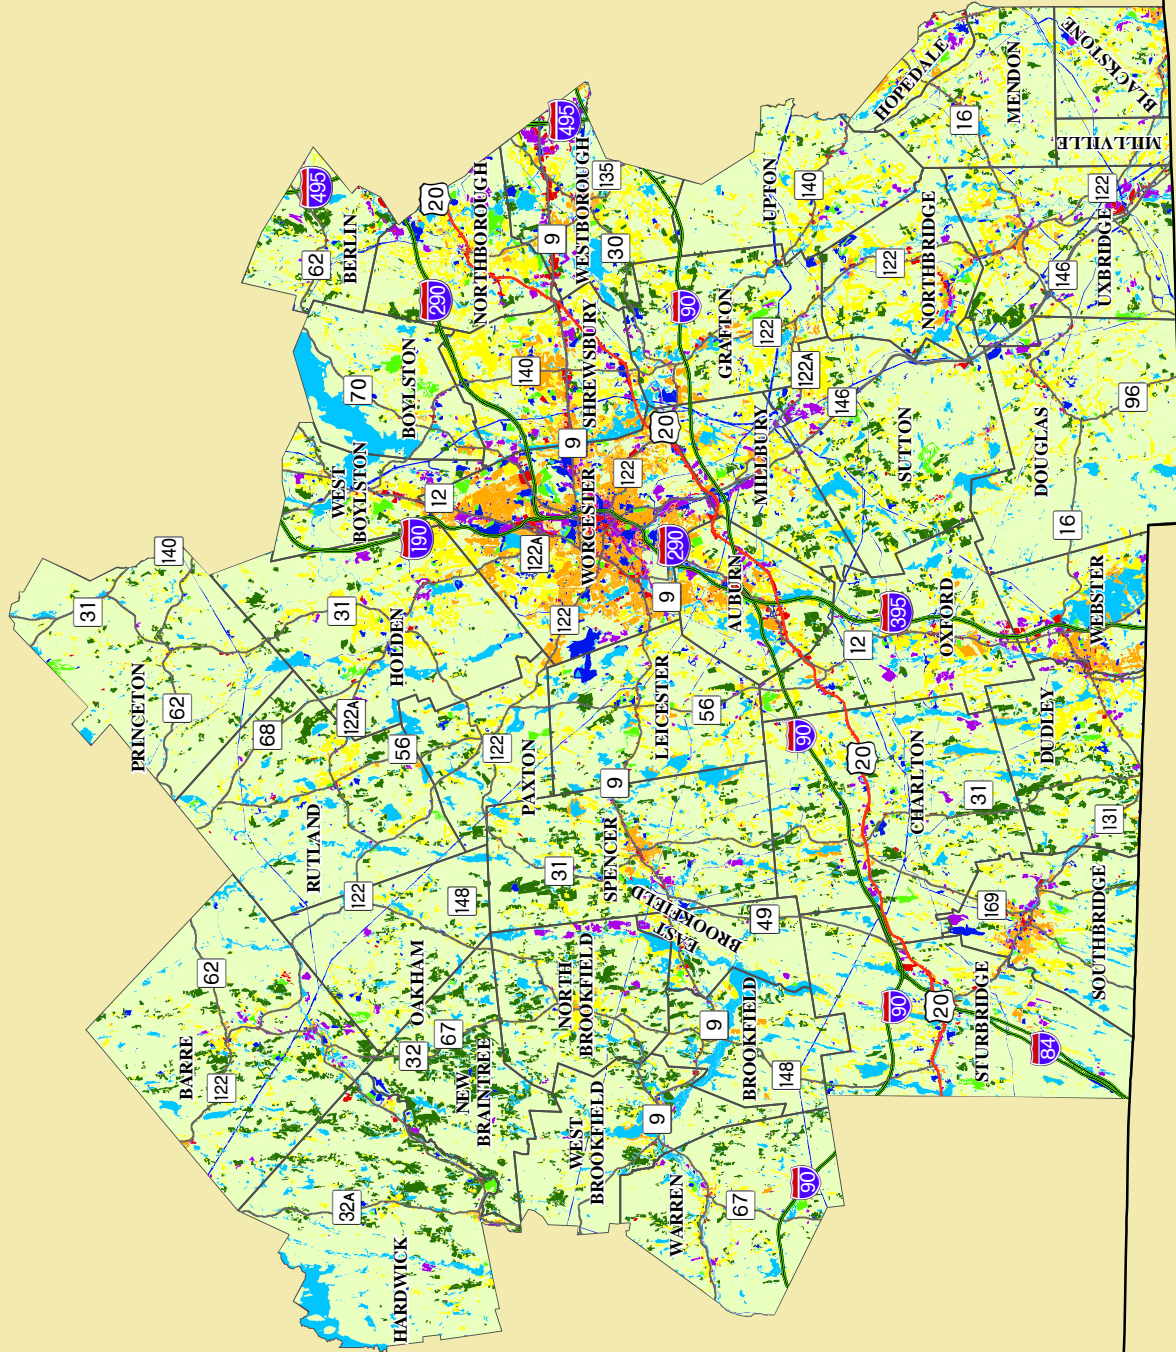 HOPEDALE
MENDON
BLACKSTONE
MILLVILLE
16
495
495
20
NORTHBOROUGH
WESTBOROUGH
135
30
9
UPTON
140
62
BERLIN
290
122
NORTHBRIDGE
122
146
UXBRIDGE
90
GRAFTON
122
122A
146
SHREWSBURY
140
BOYLSTON
70
9
20
MILLBURY
SUTTON
DOUGLAS
96
16
WEST
BOYLSTON
12
190
WORCESTER
122
122A
290
9
122
AUBURN
395
OXFORD
12
WEBSTER
140
31
31
HOLDEN
PRINCETON
62
68
122A
56
LEICESTER
56
90
20
CHARLTON
31
DUDLEY
131
122
PAXTON
9
RUTLAND
122
148
31
SPENCER
EAST
BROOKFIELD
49
169
SOUTHBRIDGE
62
OAKHAM
67
32
NORTH
BROOKFIELD
9
BROOKFIELD
148
90
20
STURBRIDGE
84
BARRE
122
NEW
BRAINTREE
WEST
BROOKFIELD
9
WARREN
67
90
32A
HARDWICK